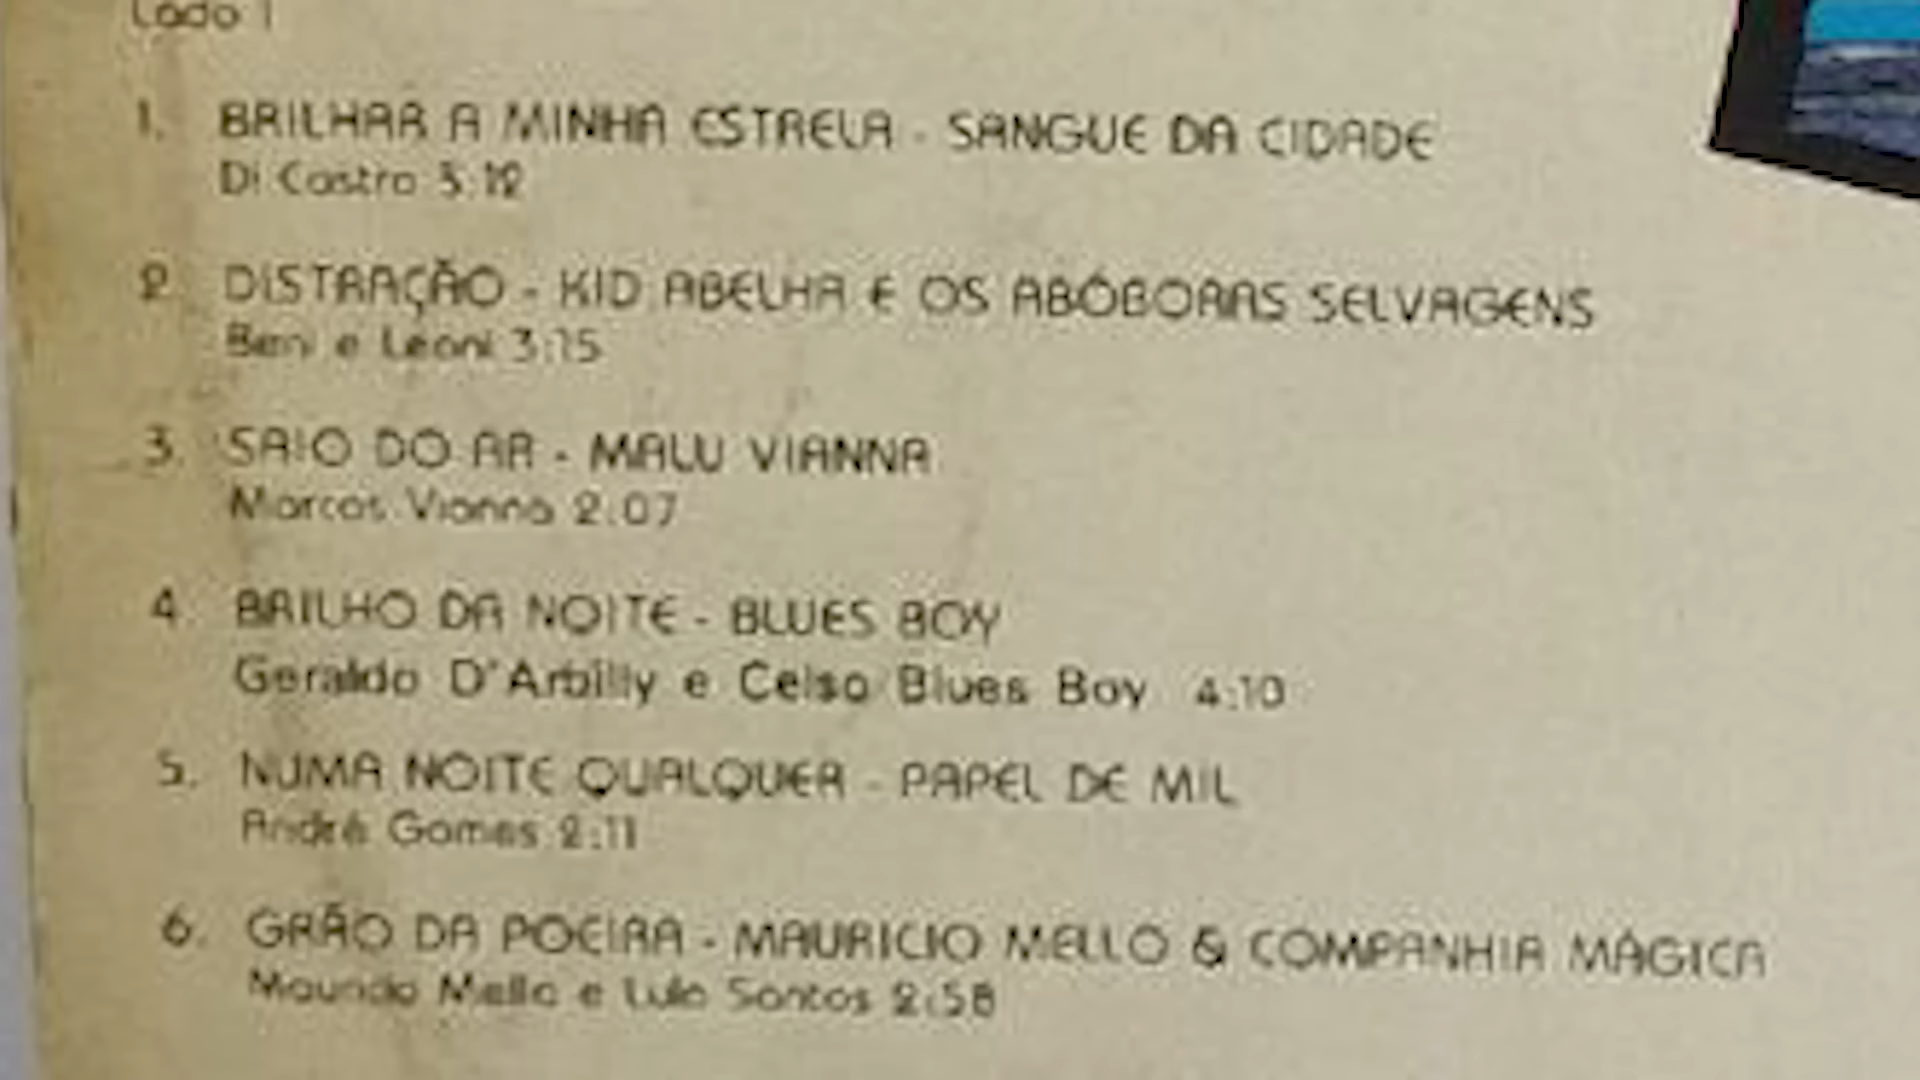 Lado 1
1. BRILHAR A MINHA ESTRELA - SANGUE DA CIDADE
Di Castro 3:12
2. DISTRAÇÃO - KID ABELHA E OS ABÓBORAS SELVAGENS
Beni e Leoni 3:15
3. SAIO DO AR - MALU VIANNA
Marcos Vianna 2:07
4. BRILHO DA NOITE - BLUES BOY
Geraldo D'Arbilly e Celso Blues Boy 4:10
5. NUMA NOITE QUALQUER - PAPEL DE MIL
André Gomes 2:11
6. GRÃO DA POEIRA - MAURICIO MELLO & COMPANHIA MÁGICA
Mauricio Mello e Lulo Santos 2:58